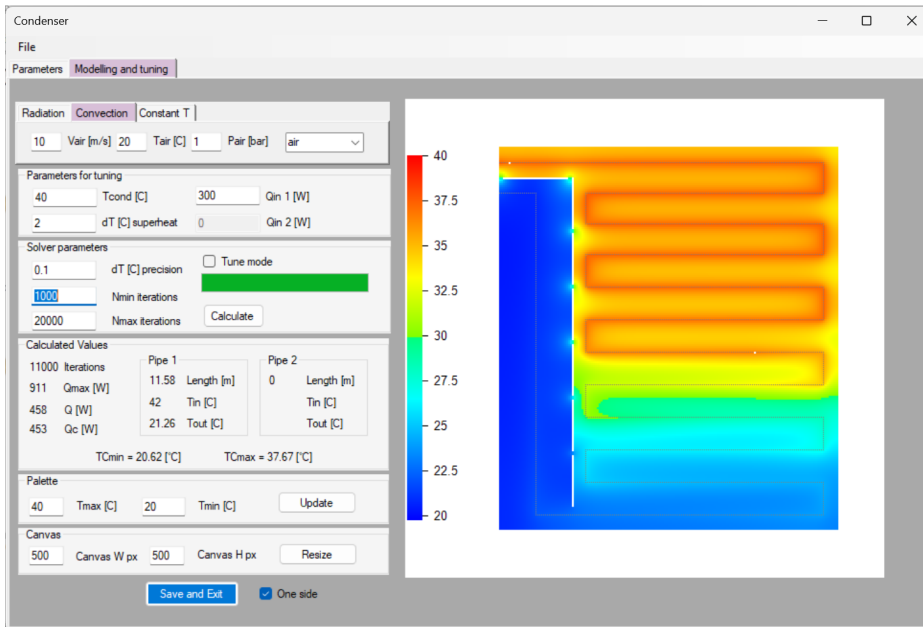 Condenser
File
Parameters Modelling and tuning
Radiation Convection Constant T
10 Vair [m/s] 20 Tair [C] 1 Pair [bar] air
Parameters for tuning
40 Tcond [C] 300 Qin 1 [W]
2 dT [C] superheat 0 Qin 2 [W]
Solver parameters
0.1 dT [C] precision Tune mode
1000 Nmin iterations
20000 Nmax iterations Calculate
Calculated Values
11000 Iterations Pipe 1 Pipe 2
911 Qmax [W] 11.58 Length [m] 0 Length [m]
458 Q [W] 42 Tin [C] Tin [C]
453 Qc [W] 21.26 Tout [C] Tout [C]
TCmin = 20.62 [°C] TCmax = 37.67 [°C]
Palette
40 Tmax [C] 20 Tmin [C] Update
Canvas
500 Canvas W px 500 Canvas H px Resize
Save and Exit One side
40
37.5
35
32.5
30
27.5
25
22.5
20